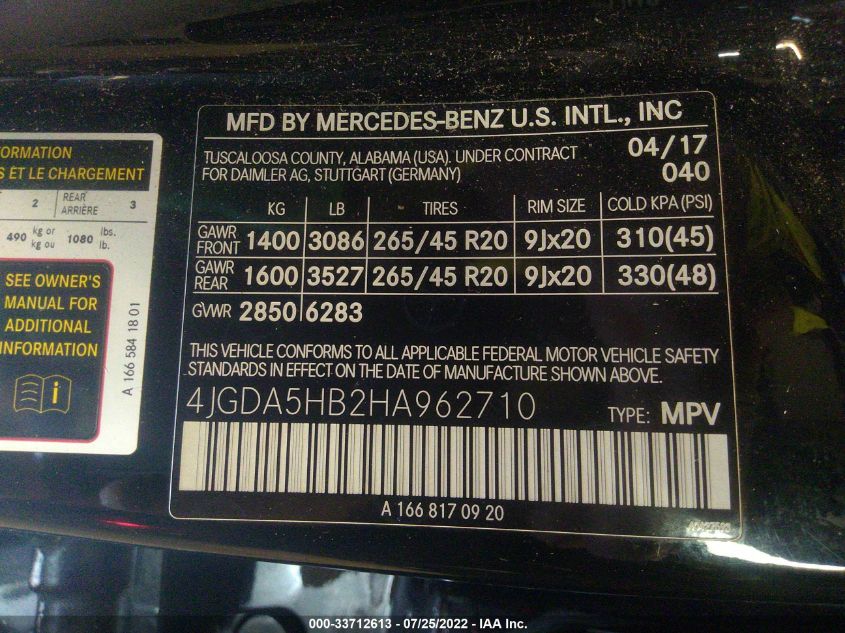 ORMATION
S ET LE CHARGEMENT
2 REAR ARRIÈRE 3
490 kg or kg ou 1080 lbs. lb.
SEE OWNER'S
MANUAL FOR
ADDITIONAL
INFORMATION
A 166 584 18 01
MFD BY MERCEDES-BENZ U.S. INTL., INC
TUSCALOOSA COUNTY, ALABAMA (USA). UNDER CONTRACT 04/17
FOR DAIMLER AG, STUTTGART (GERMANY) 040
KG LB TIRES RIM SIZE COLD KPA(PSI)
GAWR FRONT 1400 3086 265/45 R20 9Jx20 310(45)
GAWR REAR 1600 3527 265/45 R20 9Jx20 330(48)
GVWR 2850 6283
THIS VEHICLE CONFORMS TO ALL APPLICABLE FEDERAL MOTOR VEHICLE SAFETY
STANDARDS IN EFFECT ON THE DATE OF MANUFACTURE SHOWN ABOVE.
4JGDA5HB2HA962710 TYPE: MPV
A 166 817 09 20
000-33712613 - 07/25/2022 - IAA Inc.